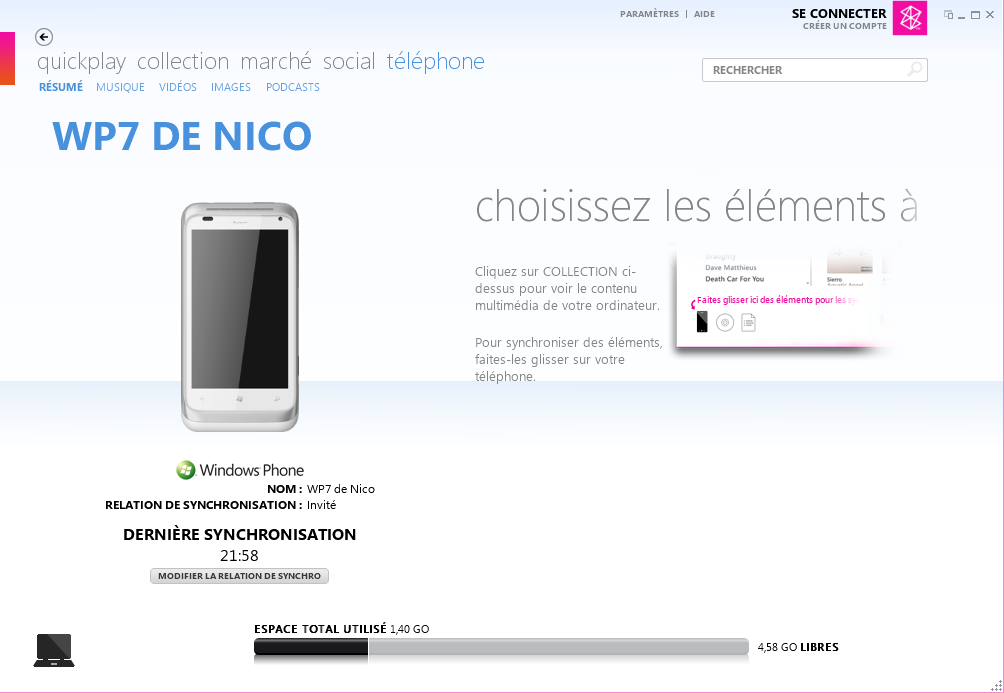 PARAMÈTRES | AIDE
SE CONNECTER
CRÉER UN COMPTE
quickplay collection marché social téléphone
RÉSUMÉ MUSIQUE VIDÉOS IMAGES PODCASTS
RECHERCHER
WP7 DE NICO
choisissez les éléments à
Cliquez sur COLLECTION ci-
dessus pour voir le contenu
multimédia de votre ordinateur.
Pour synchroniser des éléments,
faites-les glisser sur votre
téléphone.
Draughty
Dave Matthieus
Death Car For You
Sierro
Faites glisser ici des éléments pour les
Windows Phone
NOM : WP7 de Nico
RELATION DE SYNCHRONISATION : Invité
DERNIÈRE SYNCHRONISATION
21:58
MODIFIER LA RELATION DE SYNCHRO
ESPACE TOTAL UTILISÉ 1,40 GO
4,58 GO LIBRES